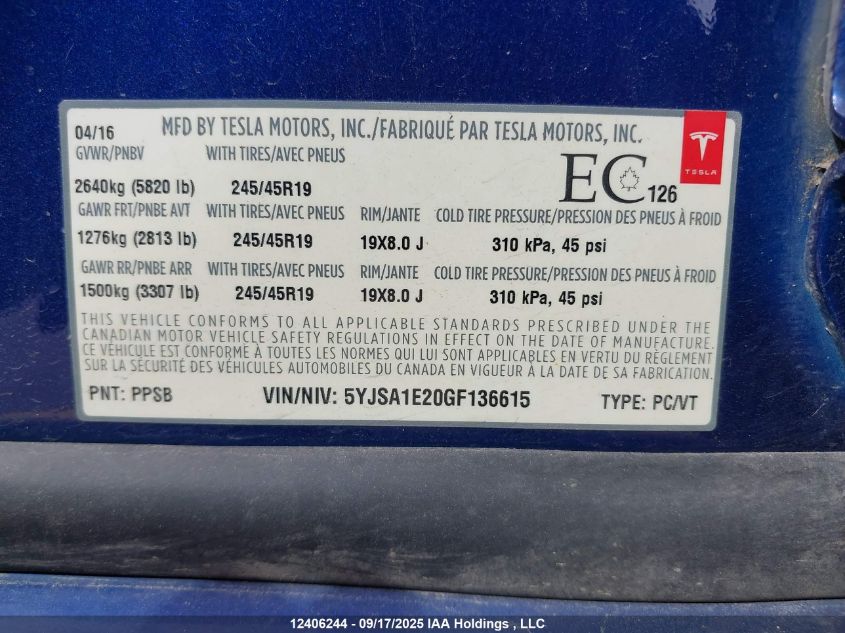 04/16 MFD BY TESLA MOTORS, INC./FABRIQUÉ PAR TESLA MOTORS, INC.
TESLA
GVWR/PNBV WITH TIRES/AVEC PNEUS
EC 126
2640kg (5820 lb) 245/45R19
GAWR FRT/PNBE AVT WITH TIRES/AVEC PNEUS RIM/JANTE COLD TIRE PRESSURE/PRESSION DES PNEUS À FROID
1276kg (2813 lb) 245/45R19 19X8.0 J 310 kPa, 45 psi
GAWR RR/PNBE ARR WITH TIRES/AVEC PNEUS RIM/JANTE COLD TIRE PRESSURE/PRESSION DES PNEUS À FROID
1500kg (3307 lb) 245/45R19 19X8.0 J 310 kPa, 45 psi
THIS VEHICLE CONFORMS TO ALL APPLICABLE STANDARDS PRESCRIBED UNDER THE
CANADIAN MOTOR VEHICLE SAFETY REGULATIONS IN EFFECT ON THE DATE OF MANUFACTURE.
CE VÉHICULE EST CONFORME À TOUTES LES NORMES QUI LUI SONT APPLICABLES EN VERTU DU RÈGLEMENT
SUR LA SÉCURITÉ DES VÉHICULES AUTOMOBILES DU CANADA EN VIGUEUR À LA DATE DE SA FABRICATION.
PNT: PPSB VIN/NIV: 5YJSA1E20GF136615 TYPE: PC/VT
12406244 - 09/17/2025 IAA Holdings , LLC